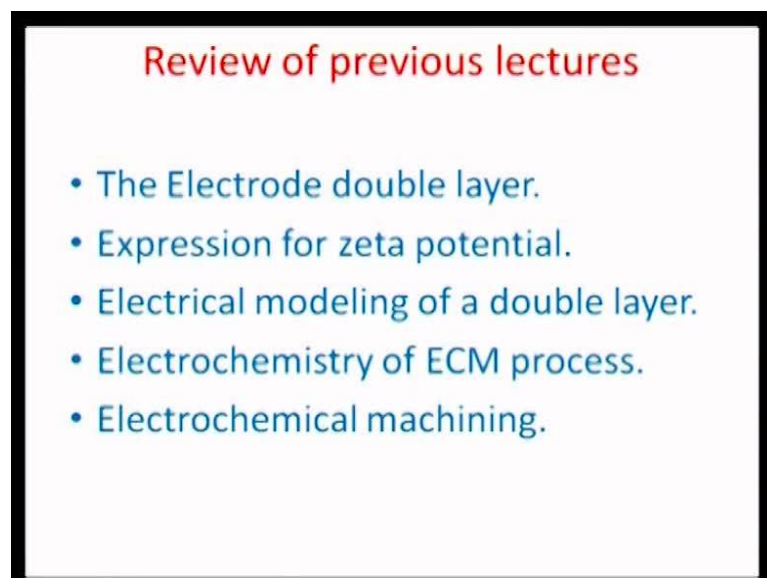 Review of previous lectures
• The Electrode double layer.
• Expression for zeta potential.
• Electrical modeling of a double layer.
• Electrochemistry of ECM process.
• Electrochemical machining.